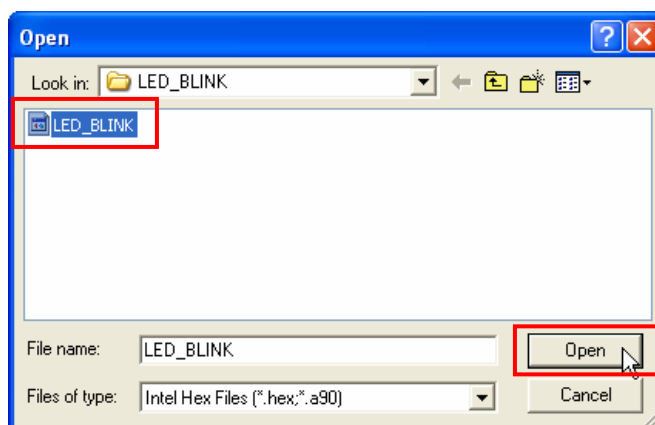 Open
Look in: LED_BLINK
LED_BLINK
File name: LED_BLINK Open
Files of type: Intel Hex Files (*.hex;*.a90) Cancel